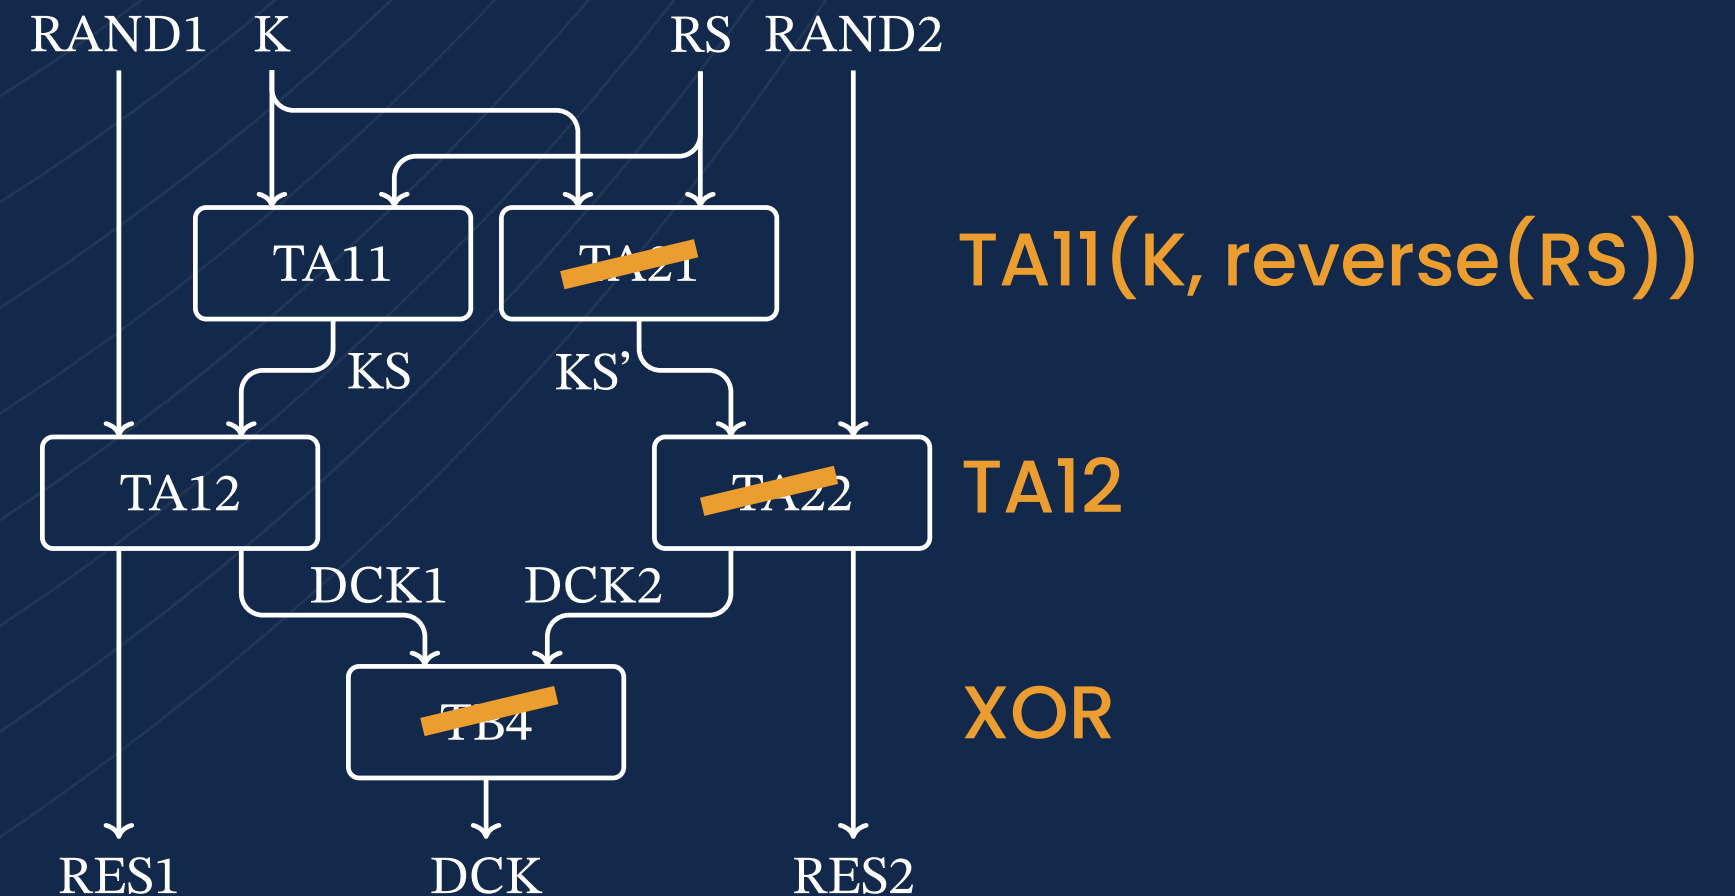 RAND1 K RS RAND2
TA11 TA21 TA11(K, reverse(RS))
KS KS’
TA12 TA22 TA12
DCK1 DCK2
TB4 XOR
RES1 DCK RES2